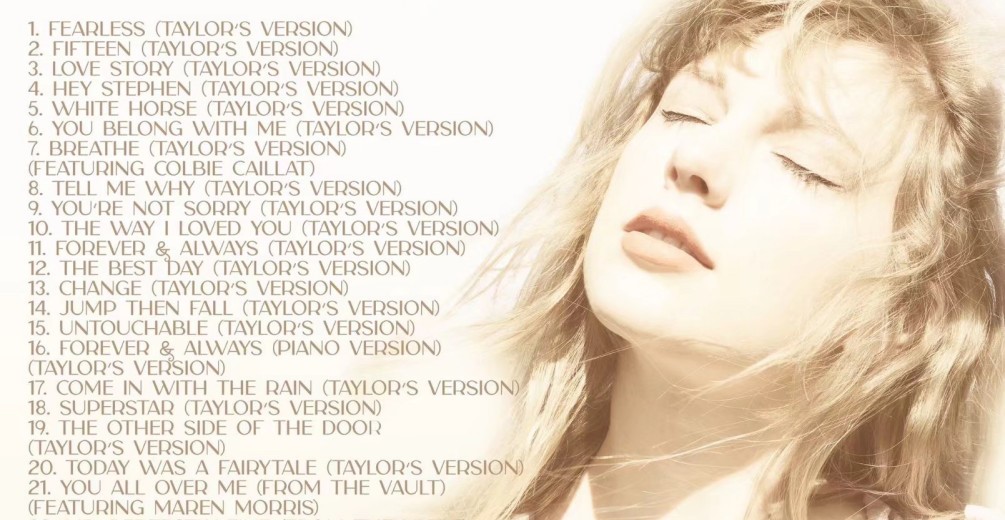 1. FEARLESS (TAYLOR'S VERSION)
2. FIFTEEN (TAYLOR'S VERSION)
3. LOVE STORY (TAYLOR'S VERSION)
4. HEY STEPHEN (TAYLOR'S VERSION)
5. WHITE HORSE (TAYLOR'S VERSION)
6. YOU BELONG WITH ME (TAYLOR'S VERSION)
7. BREATHE (TAYLOR'S VERSION)
(FEATURING COLBIE CAILLAT)
8. TELL ME WHY (TAYLOR'S VERSION)
9. YOU'RE NOT SORRY (TAYLOR'S VERSION)
10. THE WAY I LOVED YOU (TAYLOR'S VERSION)
11. FOREVER & ALWAYS (TAYLOR'S VERSION)
12. THE BEST DAY (TAYLOR'S VERSION)
13. CHANGE (TAYLOR'S VERSION)
14. JUMP THEN FALL (TAYLOR'S VERSION)
15. UNTOUCHABLE (TAYLOR'S VERSION)
16. FOREVER & ALWAYS (PIANO VERSION)
(TAYLOR'S VERSION)
17. COME IN WITH THE RAIN (TAYLOR'S VERSION)
18. SUPERSTAR (TAYLOR'S VERSION)
19. THE OTHER SIDE OF THE DOOR
(TAYLOR'S VERSION)
20. TODAY WAS A FAIRYTALE (TAYLOR'S VERSION)
21. YOU ALL OVER ME (FROM THE VAULT)
(FEATURING MAREN MORRIS)